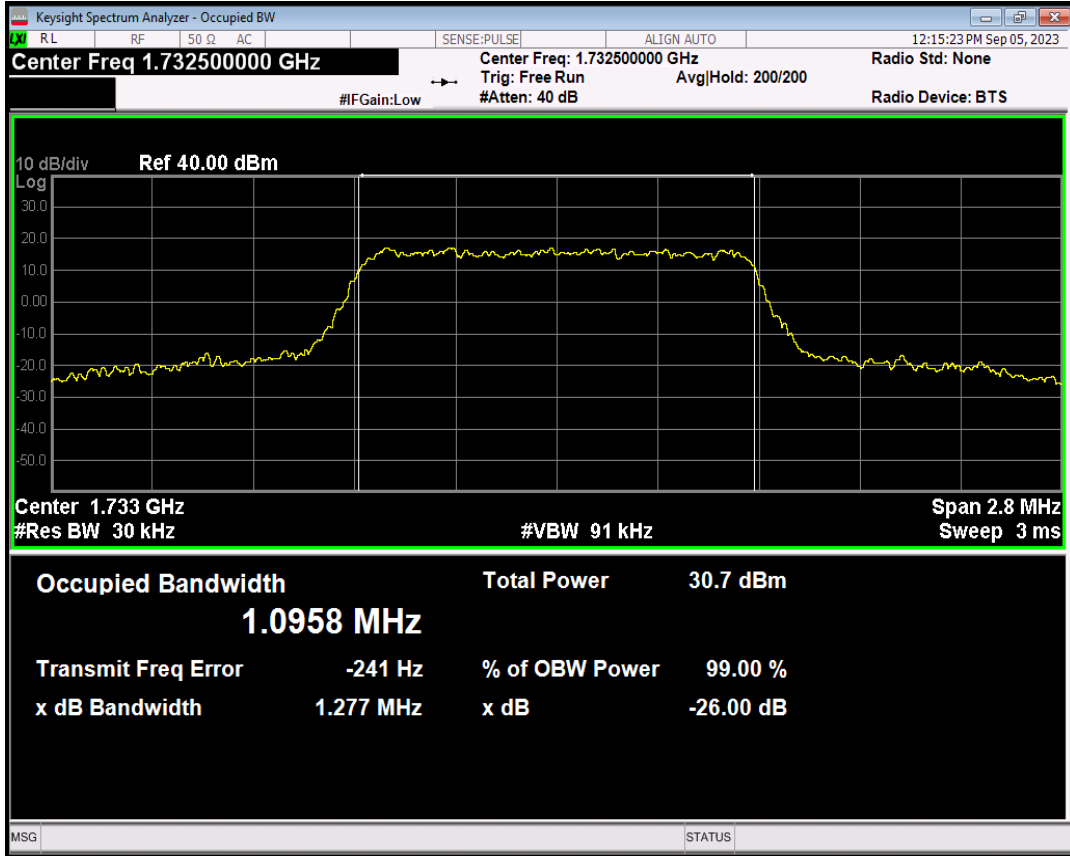 Keysight Spectrum Analyzer - Occupied BW
LXI RL RF 50 Ω AC SENSE:PULSE ALIGN AUTO 12:15:23 PM Sep 05, 2023
Center Freq 1.732500000 GHz Center Freq: 1.732500000 GHz Radio Std: None
Trig: Free Run Avg|Hold: 200/200
#IFGain:Low #Atten: 40 dB Radio Device: BTS
10 dB/div Ref 40.00 dBm
Log
30.0
20.0
10.0
0.00
-10.0
-20.0
-30.0
-40.0
-50.0
Center 1.733 GHz Span 2.8 MHz
#Res BW 30 kHz #VBW 91 kHz Sweep 3 ms
Occupied Bandwidth Total Power 30.7 dBm
1.0958 MHz
Transmit Freq Error -241 Hz % of OBW Power 99.00 %
x dB Bandwidth 1.277 MHz x dB -26.00 dB
MSG STATUS